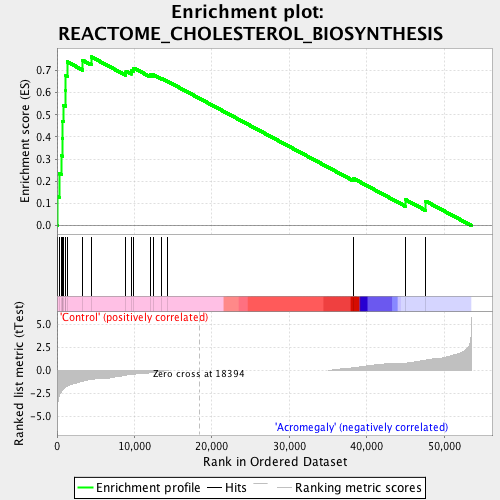 Enrichment plot:
REACTOME_CHOLESTEROL_BIOSYNTHESIS
Enrichment score (ES)
0.7
0.6
0.5
0.4
0.3
0.2
0.1
0.0
Ranked list metric (tTest)
5.0
2.5
0.0
-2.5
-5.0
'Control' (positively correlated)
Zero cross at 18394
'Acromegaly' (negatively correlated)
0 10,000 20,000 30,000 40,000 50,000
Rank in Ordered Dataset
Enrichment profile Hits Ranking metric scores